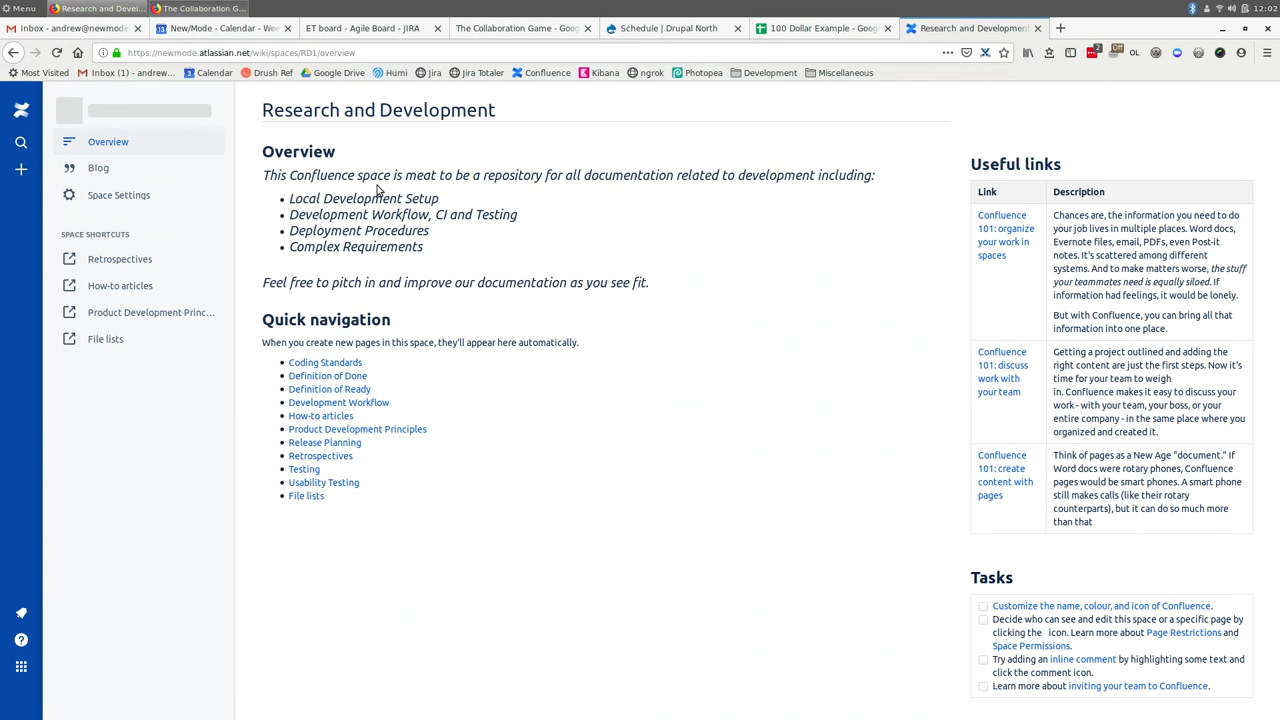 Menu
Research and Devel...
The Collaboration G...
12:02
Inbox - andrew@newmode
New/Mode - Calendar - We
ET board - Agile Board - JIRA
The Collaboration Game - Goog
Schedule | Drupal North
100 Dollar Example - Googl
Research and Development
https://newmode.atlassian.net/wiki/spaces/RD1/overview
2
Off
OL
Most Visited
Inbox (1) - andrew...
Calendar
Drush Ref
Google Drive
Humi
Jira
Jira Totaler
Confluence
Kibana
ngrok
Photopea
Development
Miscellaneous
Overview
Blog
Space Settings
SPACE SHORTCUTS
Retrospectives
How-to articles
Product Development Princ...
File lists
Research and Development
Overview
This Confluence space is meat to be a repository for all documentation related to development including:
Local Development Setup
Development Workflow, CI and Testing
Deployment Procedures
Complex Requirements
Feel free to pitch in and improve our documentation as you see fit.
Quick navigation
When you create new pages in this space, they'll appear here automatically.
Coding Standards
Definition of Done
Definition of Ready
Development Workflow
How-to articles
Product Development Principles
Release Planning
Retrospectives
Testing
Usability Testing
File lists
Useful links
Link
Description
Confluence
101: organize
your work in
spaces
Chances are, the information you need to
do your job lives in multiple places. Word docs,
Evernote files, email, PDFs, even Post-it
notes. It's scattered among different
systems. And to make matters worse, the stuff
your teammates need is equally siloed. If
information had feelings, it would be lonely.
But with Confluence, you can bring all that
information into one place.
Confluence
101: discuss
work with
your team
Getting a project outlined and adding the
right content are just the first steps. Now it's
time for your team to weigh
in. Confluence makes it easy to discuss your
work - with your team, your boss, or your
entire company - in the same place where you
organized and created it.
Confluence
101: create
content with
pages
Think of pages as a New Age "document." If
Word docs were rotary phones, Confluence
pages would be smart phones. A smart phone
still makes calls (like their rotary
counterparts), but it can do so much more
than that
Tasks
Customize the name, colour, and icon of Confluence.
Decide who can see and edit this space or a specific page by
clicking the icon. Learn more about Page Restrictions and
Space Permissions.
Try adding an inline comment by highlighting some text and
click the comment icon.
Learn more about inviting your team to Confluence.